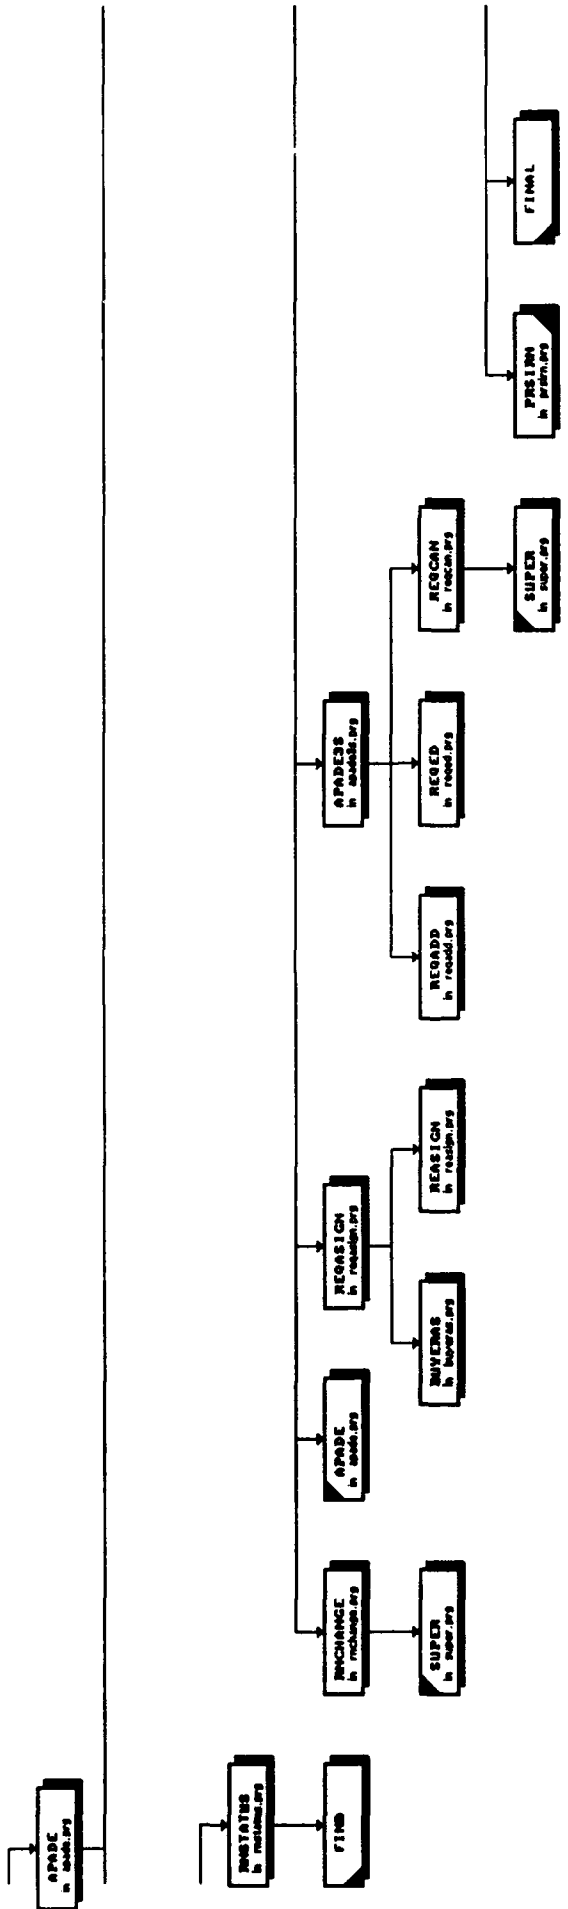 APADE
in apade.prg
RNSTATUS
in rnstatus.prg
FIND
RNCHANGE
in rnchange.prg
SUPER
in super.prg
APADE
in apade.prg
REQASIGN
in reqasign.prg
BUYERAS
in buyeras.prg
REASIGN
in reasign.prg
APADE3S
in apade3s.prg
REQADD
in reqadd.prg
REQED
in reqed.prg
REQCAN
in reqcan.prg
SUPER
in super.prg
PRSIRN
in prsirn.prg
FINAL